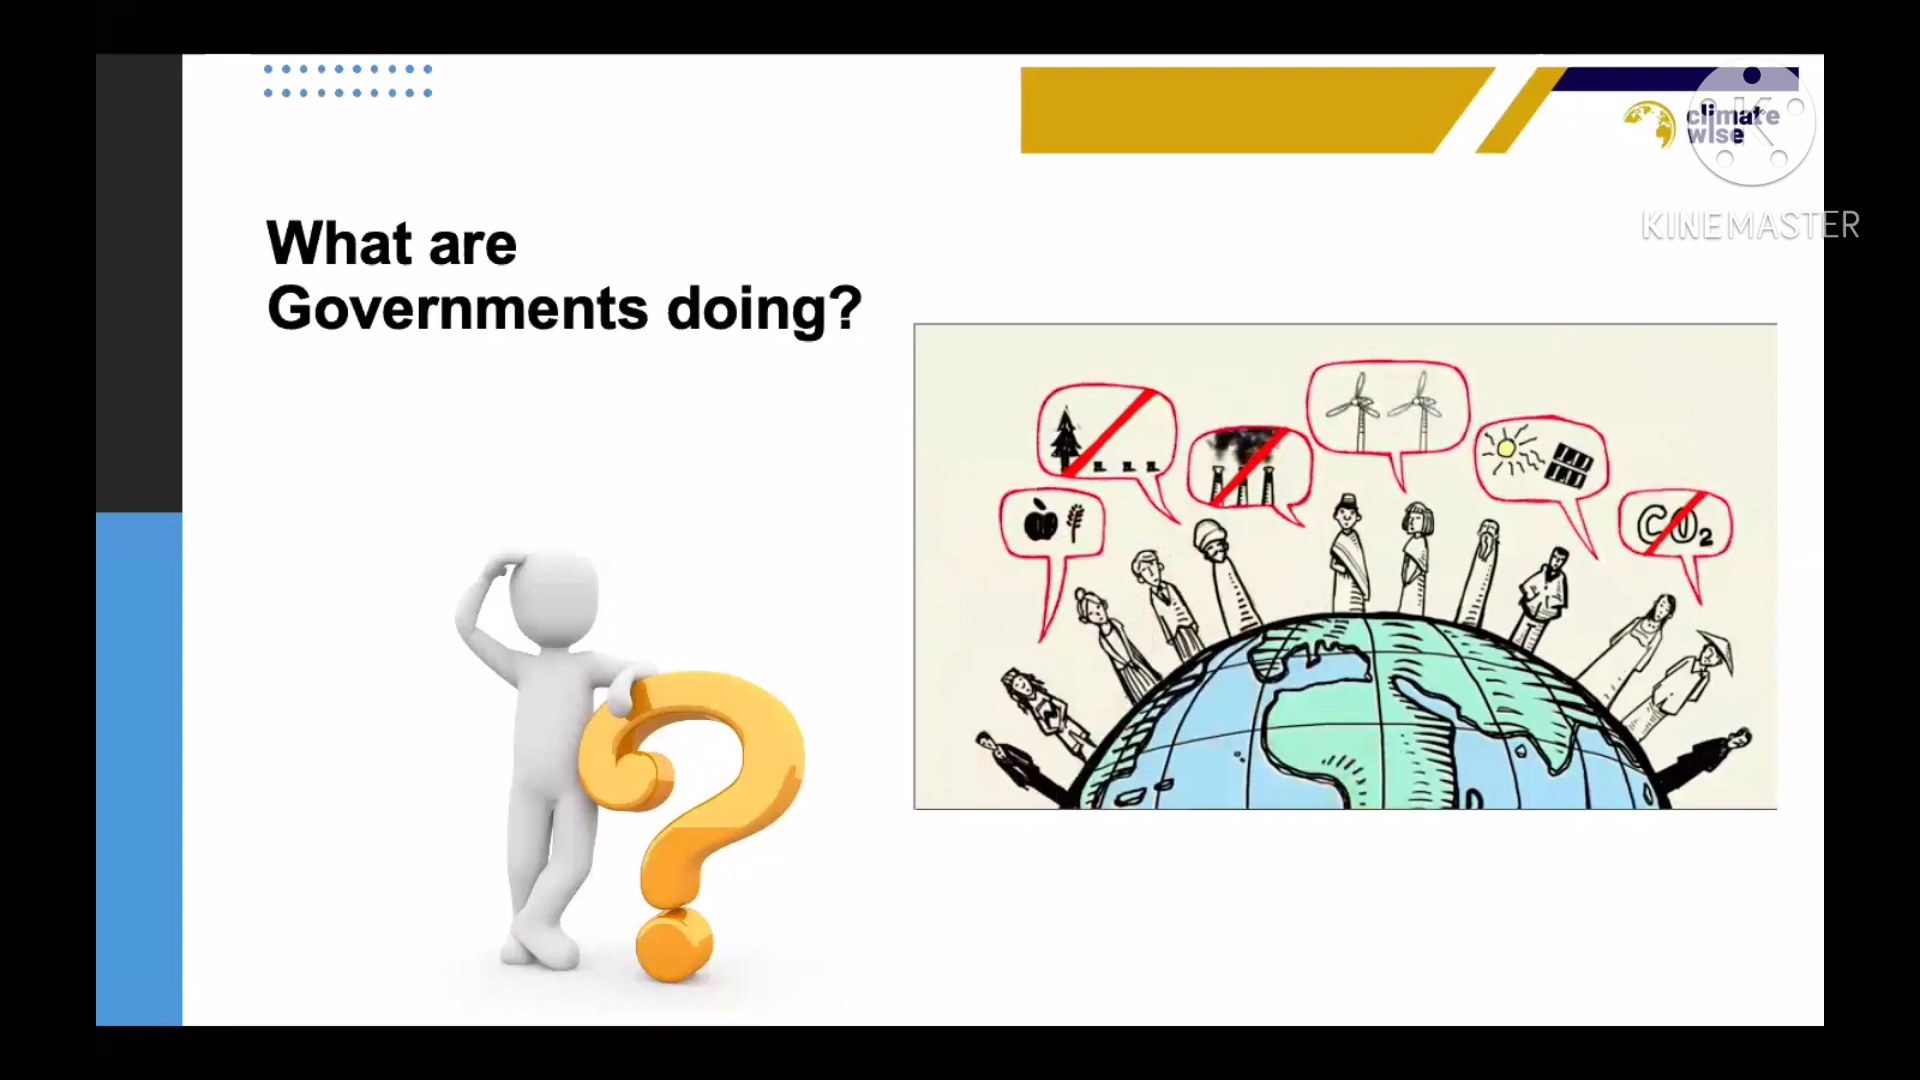 climate
wise
KINEMASTER
What are
Governments doing?
CO₂